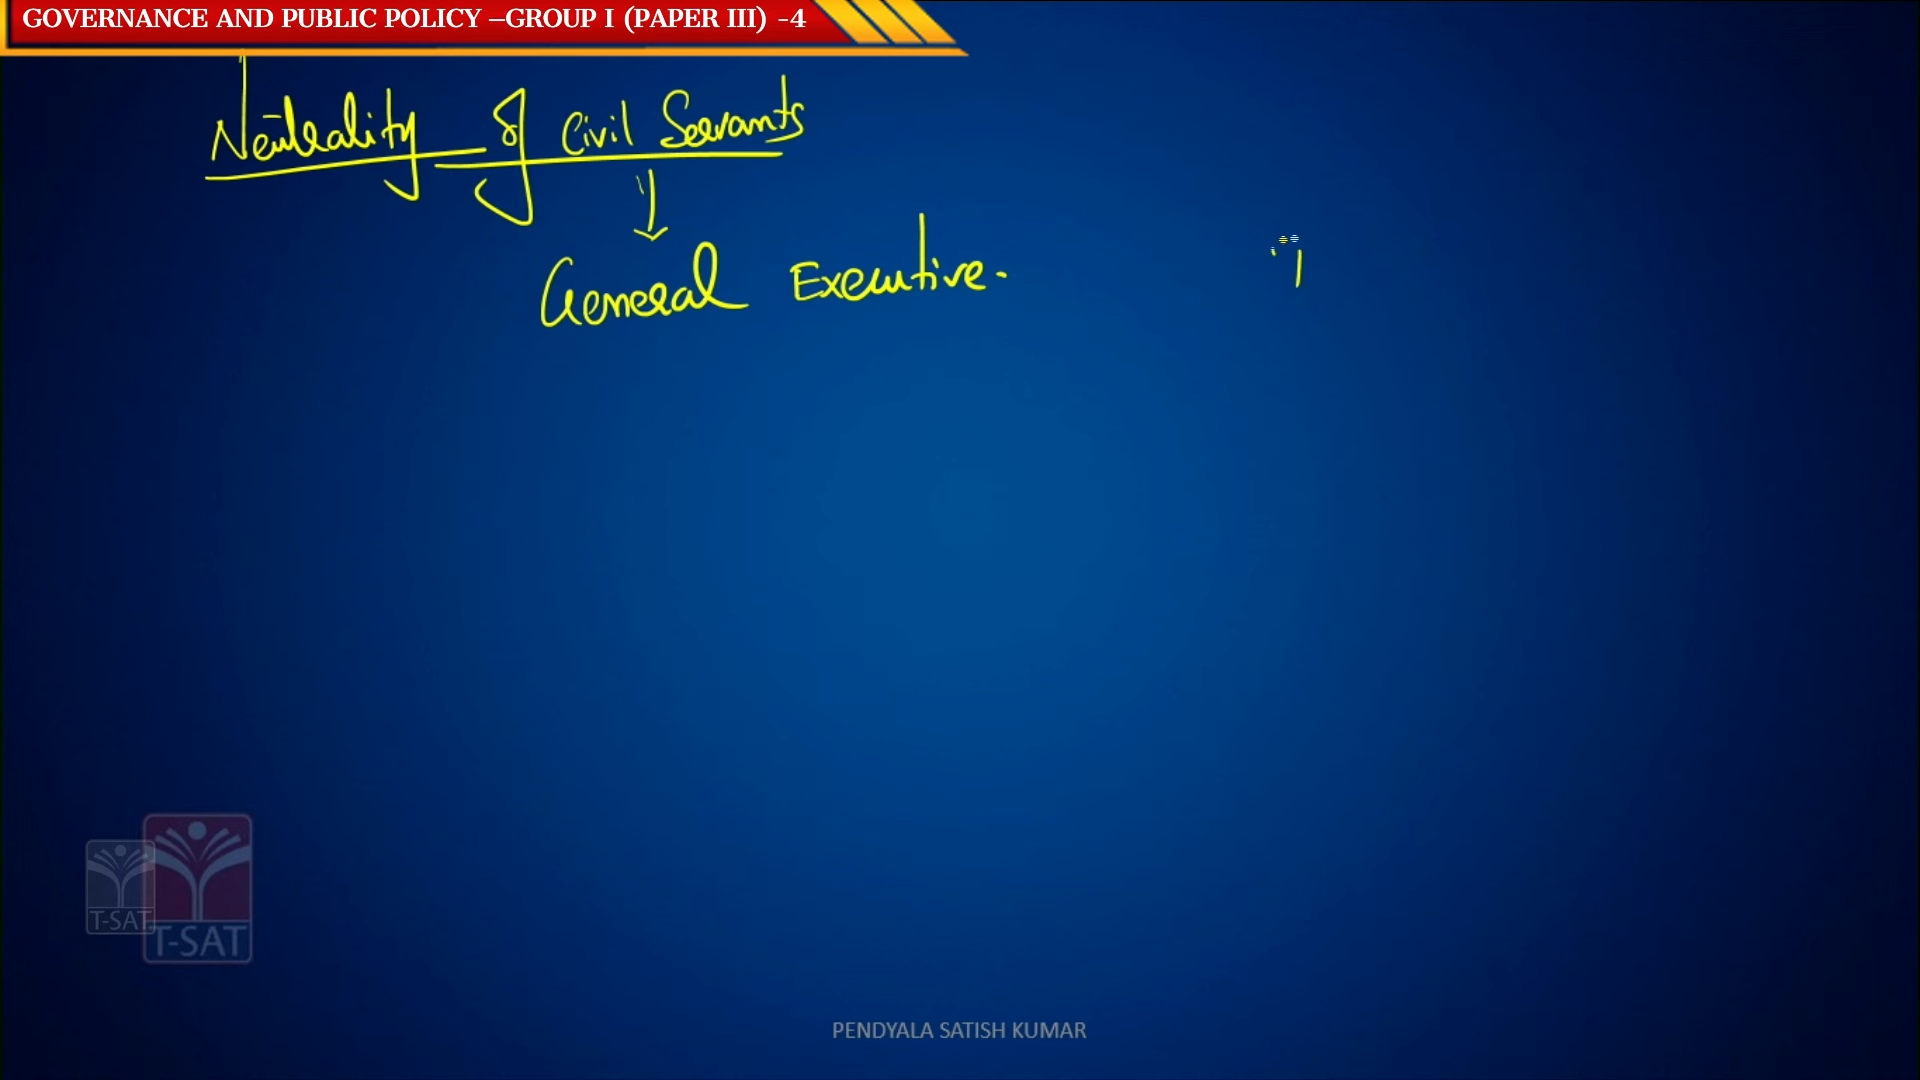 GOVERNANCE AND PUBLIC POLICY –GROUP I (PAPER III) -4
Neutrality of Civil Servants
General Executive.
T-SAT
T-SAT
PENDYALA SATISH KUMAR